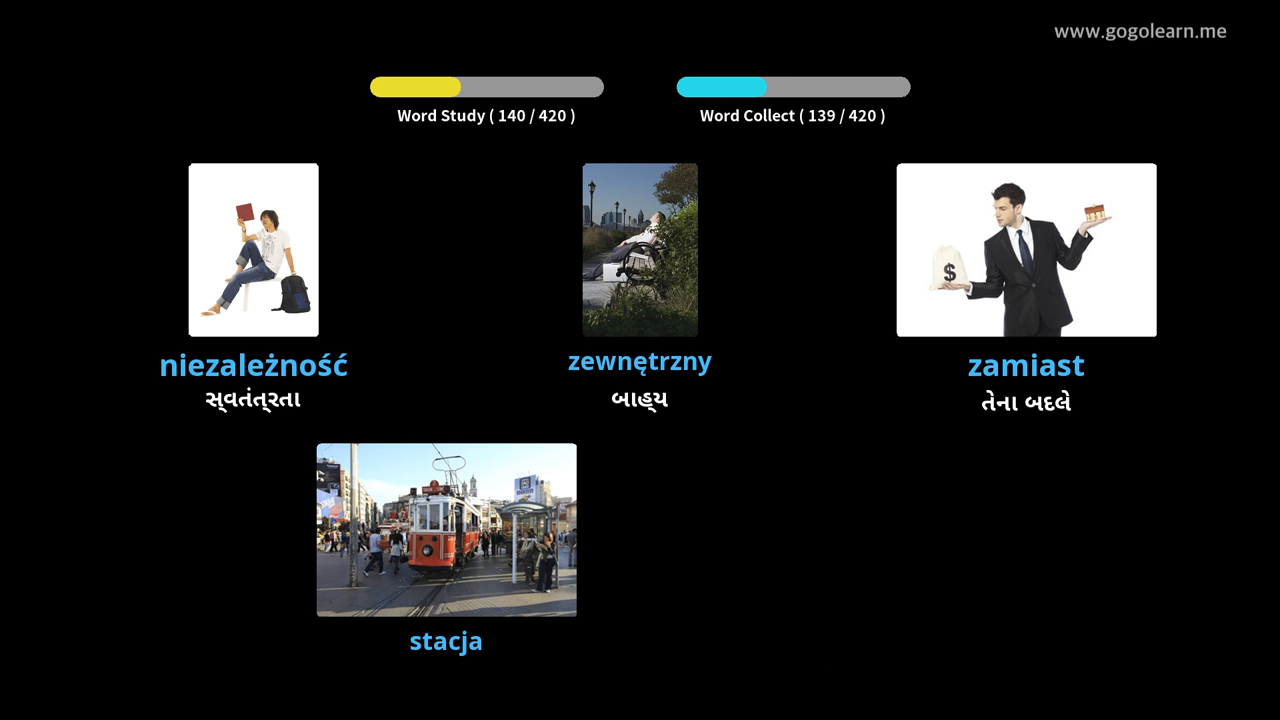 www.gogolearn.me
Word Study ( 140 / 420 )
Word Collect ( 139 / 420 )
$
niezależność
zewnętrzny
zamiast
સ્વતંત્રતા
બાહ્ય
તેના બદલે
stacja